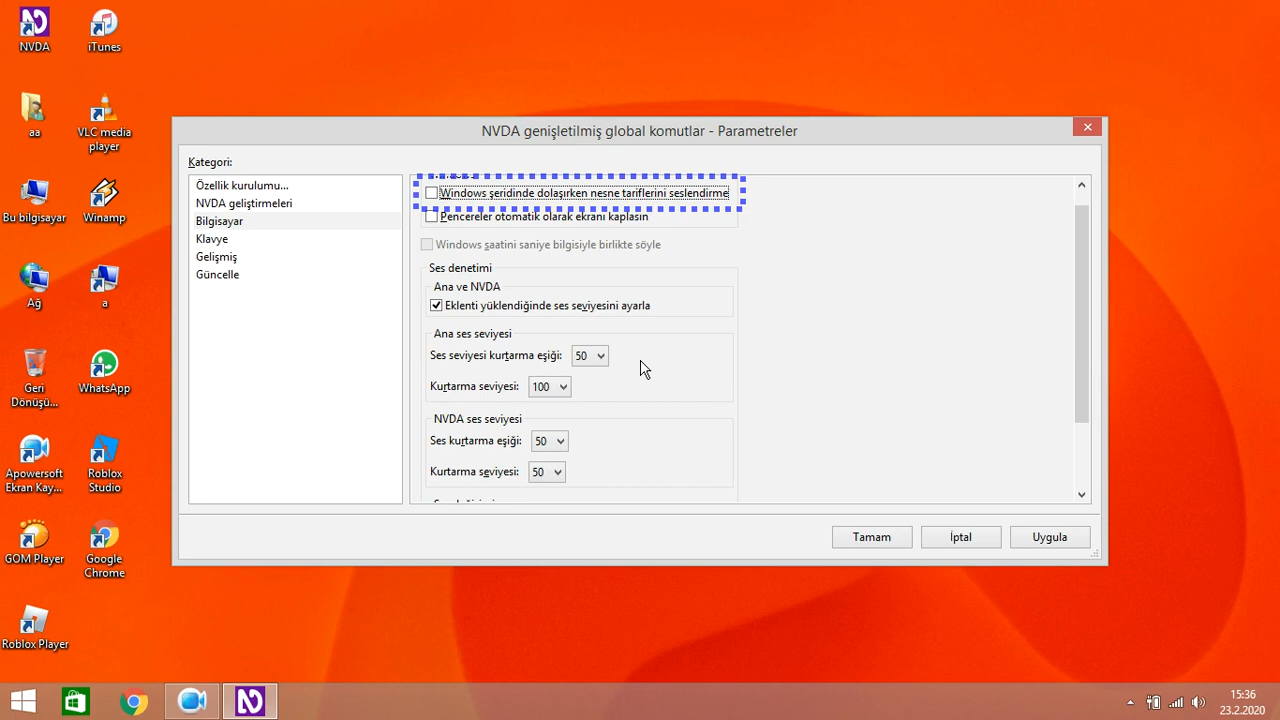 NVDA
iTunes
aa
VLC media
player
Bu bilgisayar
Winamp
Ağ
a
Geri
Dönüşü...
WhatsApp
Apowersoft
Ekran Kay...
Roblox
Studio
GOM Player
Google
Chrome
Roblox Player
NVDA genişletilmiş global komutlar - Parametreler
Kategori:
Özellik kurulumu...
NVDA geliştirmeleri
Bilgisayar
Klavye
Gelişmiş
Güncelle
Windows şeridinde dolaşırken nesne tariflerini seslendirme
Pencereler otomatik olarak ekranı kaplasın
Windows saatini saniye bilgisiyle birlikte söyle
Ses denetimi
Ana ve NVDA
Eklenti yüklendiğinde ses seviyesini ayarla
Ana ses seviyesi
Ses seviyesi kurtarma eşiği: 50
Kurtarma seviyesi: 100
NVDA ses seviyesi
Ses kurtarma eşiği: 50
Kurtarma seviyesi: 50
Tamam
İptal
Uygula
15:36
23.2.2020